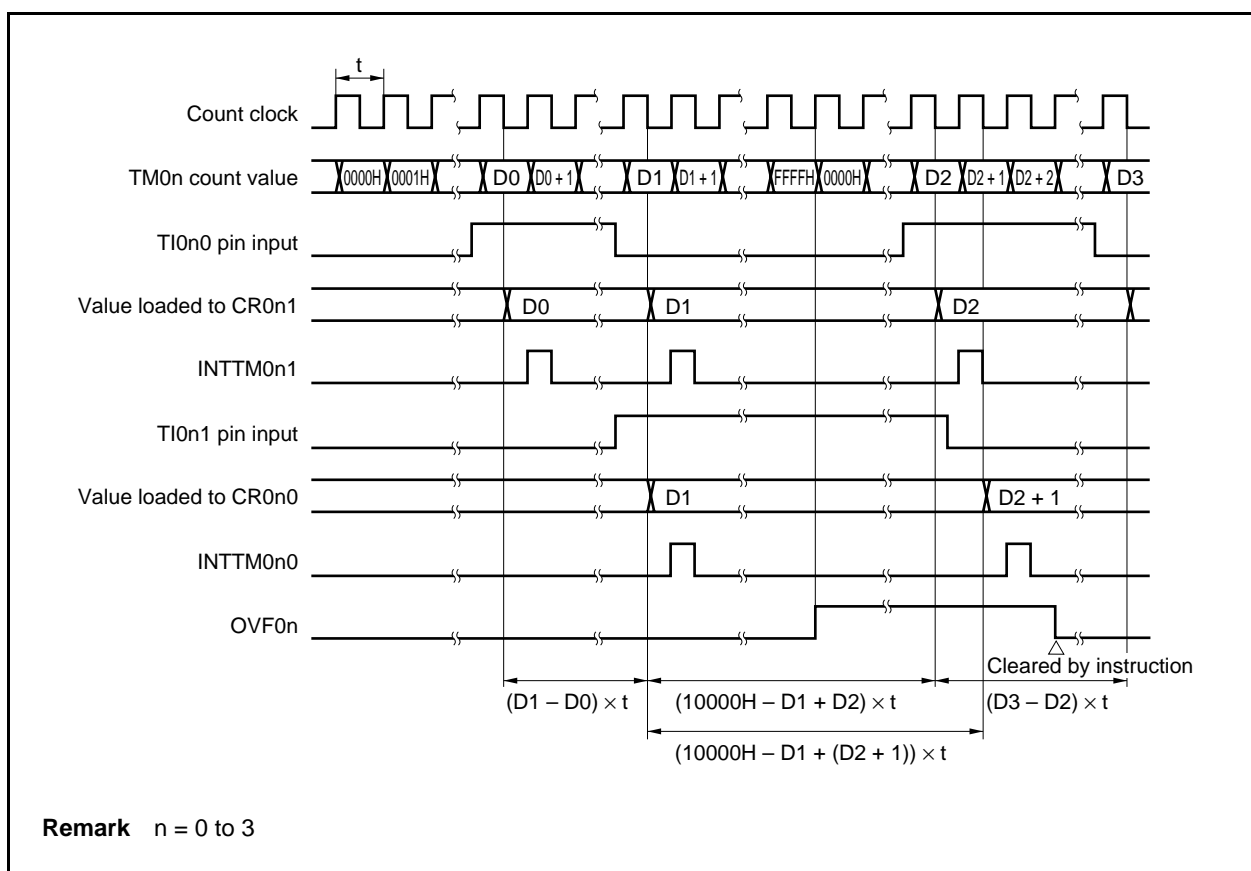 t
Count clock
TM0n count value 0000H 0001H D0 D0 + 1 D1 D1 + 1 FFFFH 0000H D2 D2 + 1 D2 + 2 D3
TI0n0 pin input
Value loaded to CR0n1 D0 D1 D2
INTTM0n1
TI0n1 pin input
Value loaded to CR0n0 D1 D2 + 1
INTTM0n0
OVF0n
Cleared by instruction
(D1 – D0) × t (10000H – D1 + D2) × t (D3 – D2) × t
(10000H – D1 + (D2 + 1)) × t
Remark n = 0 to 3